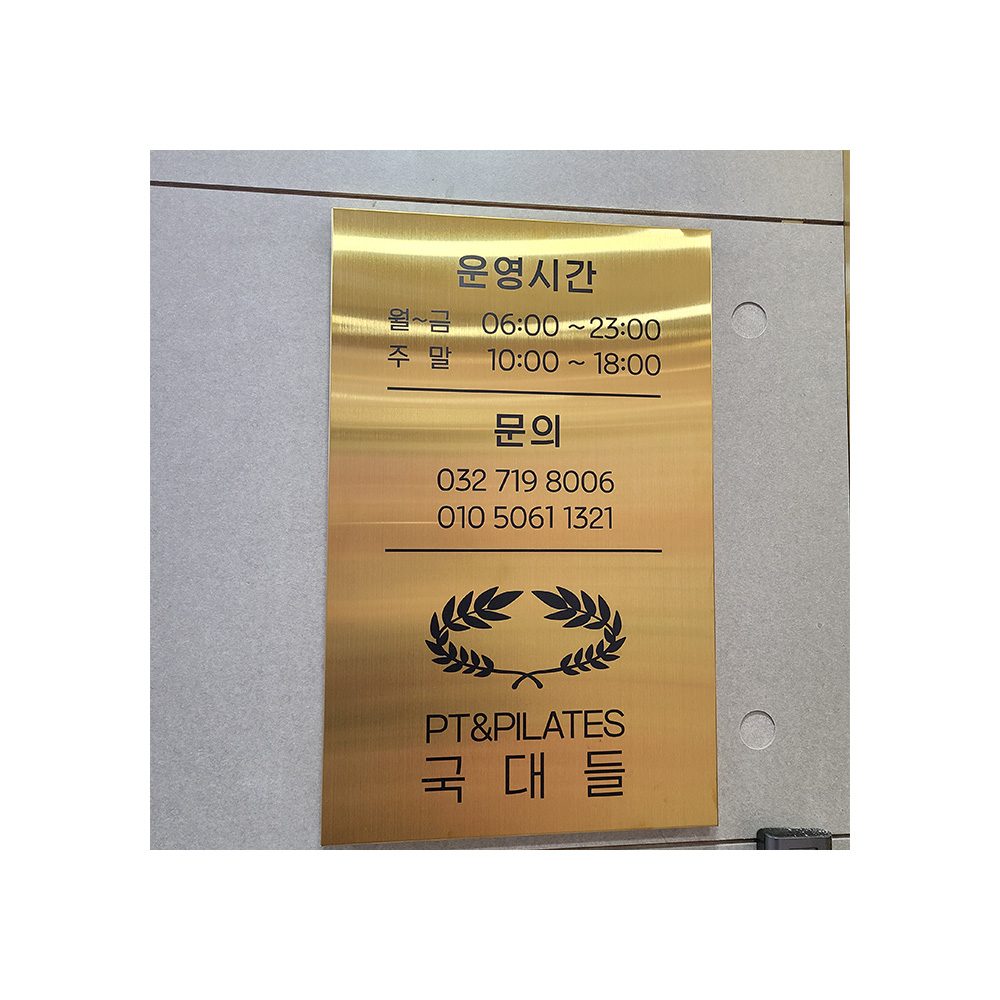 운영시간
월~금 06:00 ~ 23:00
주 말 10:00 ~ 18:00
문의
032 719 8006
010 5061 1321
PT&PILATES
국 대 들